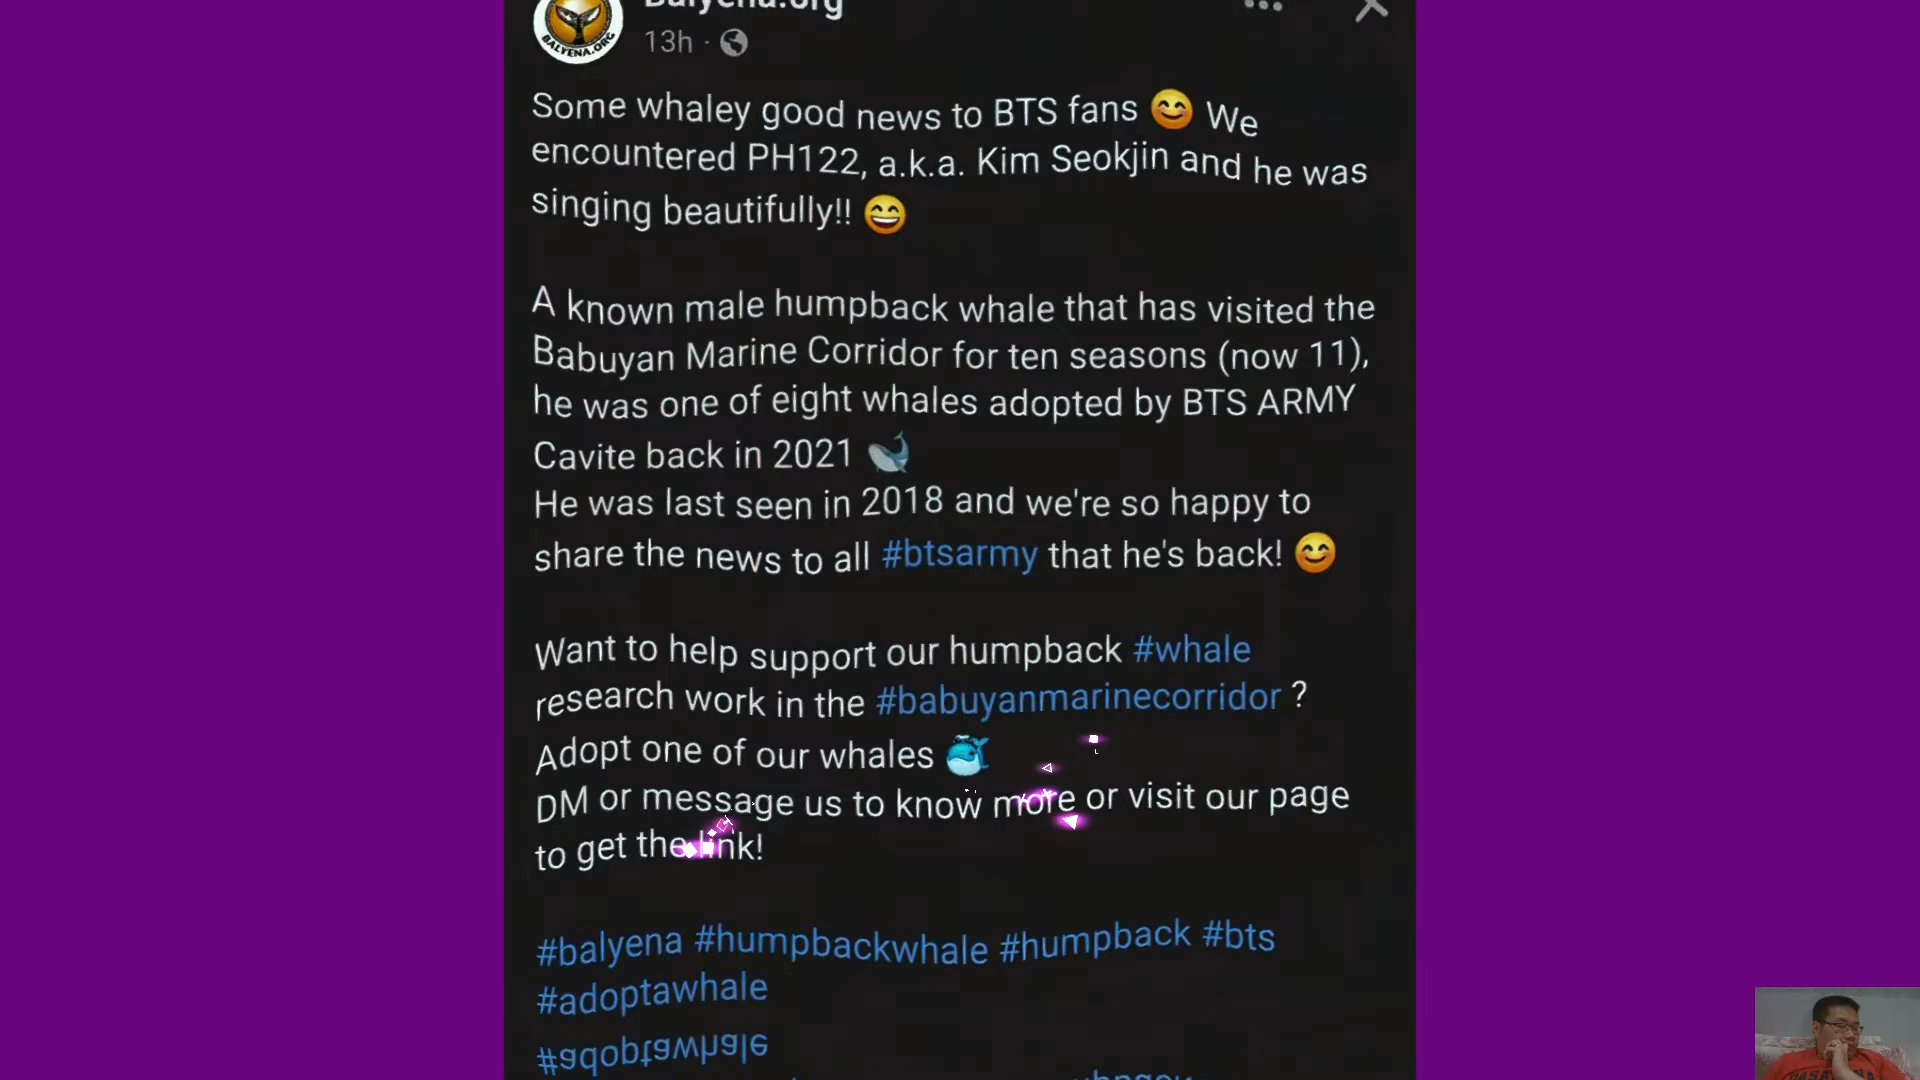 Balyena.org
BALYENA.ORG
13h ·
Some whaley good news to BTS fans 😊 We
encountered PH122, a.k.a. Kim Seokjin and he was
singing beautifully!! 😄
A known male humpback whale that has visited the
Babuyan Marine Corridor for ten seasons (now 11),
he was one of eight whales adopted by BTS ARMY
Cavite back in 2021 🐋
He was last seen in 2018 and we're so happy to
share the news to all #btsarmy that he's back! 😊
Want to help support our humpback #whale
research work in the #babuyanmarinecorridor ?
Adopt one of our whales 🐳
DM or message us to know more or visit our page
to get the link!
#balyena #humpbackwhale #humpback #bts
#adoptawhale
#adoptawhale